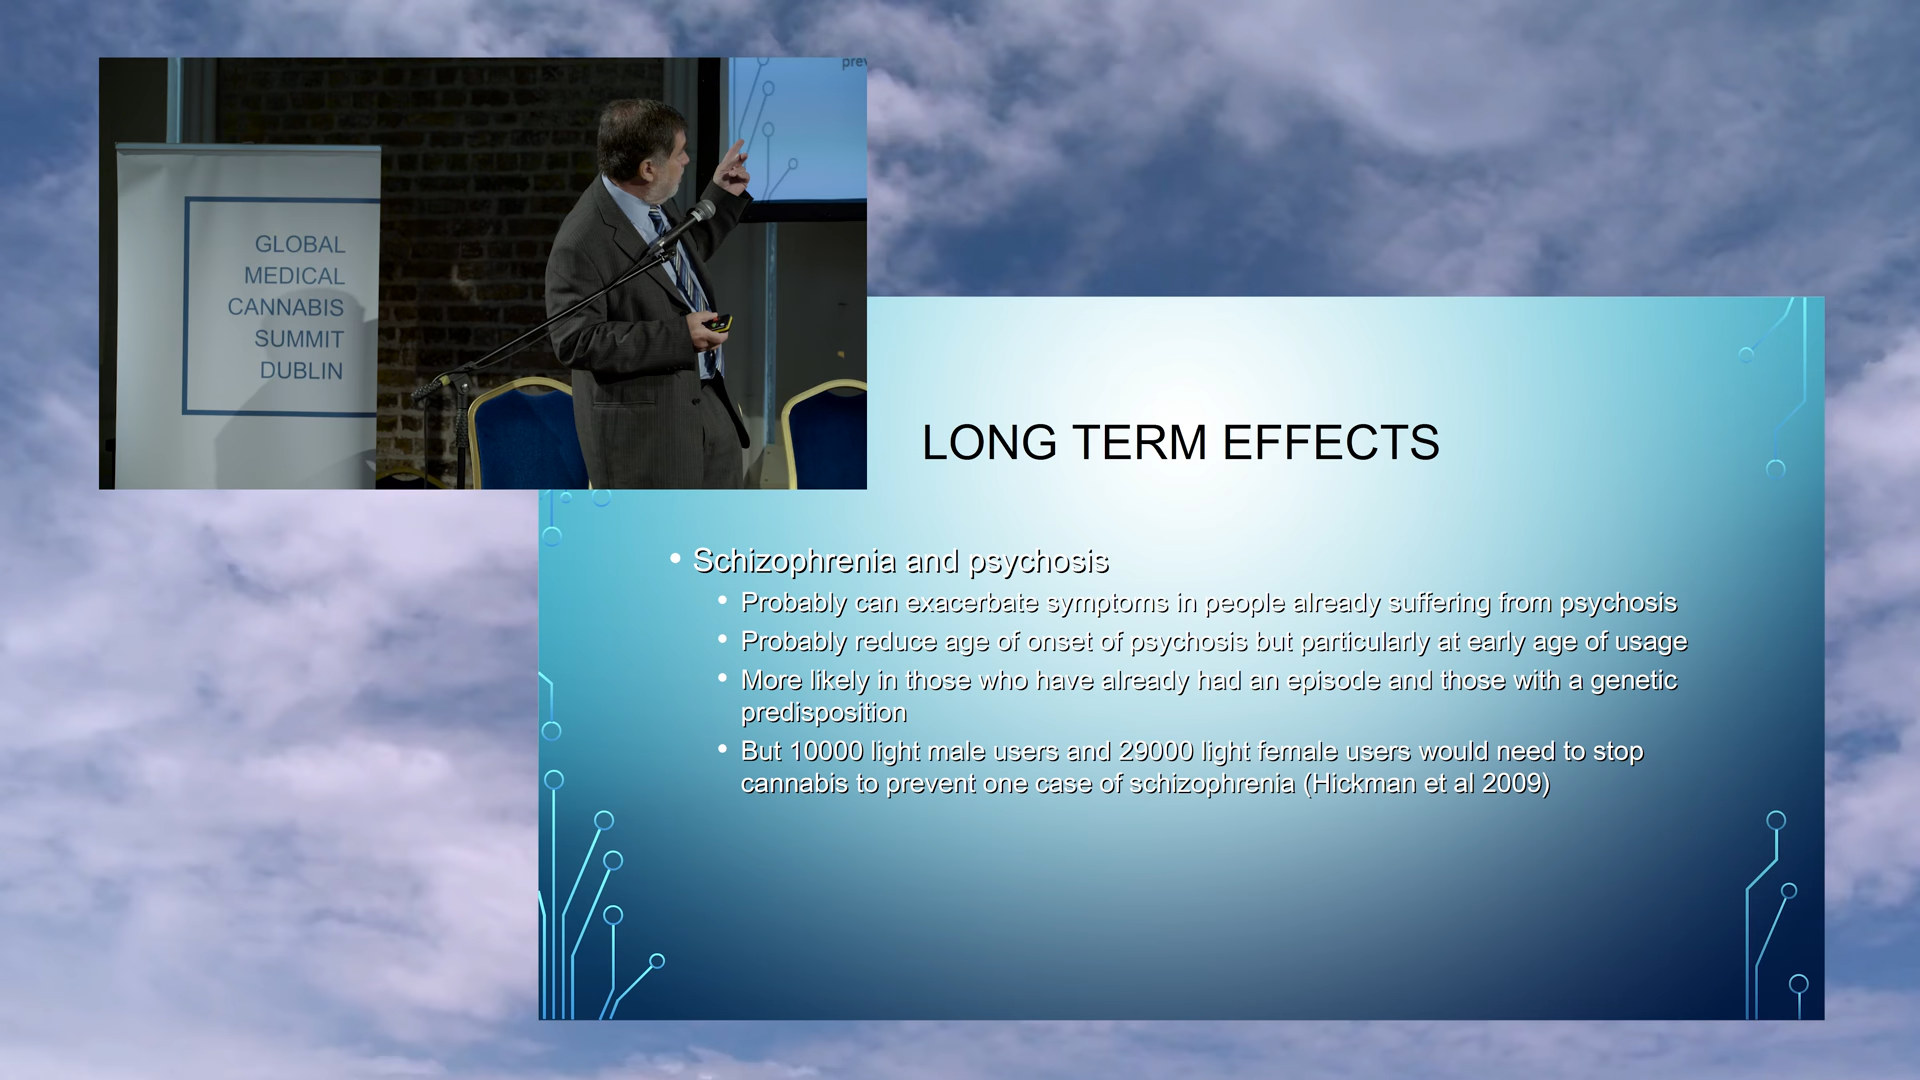 prev
GLOBAL
MEDICAL
CANNABIS
SUMMIT
DUBLIN
LONG TERM EFFECTS
• Schizophrenia and psychosis
• Probably can exacerbate symptoms in people already suffering from psychosis
• Probably reduce age of onset of psychosis but particularly at early age of usage
• More likely in those who have already had an episode and those with a genetic
predisposition
• But 10000 light male users and 29000 light female users would need to stop
cannabis to prevent one case of schizophrenia (Hickman et al 2009)